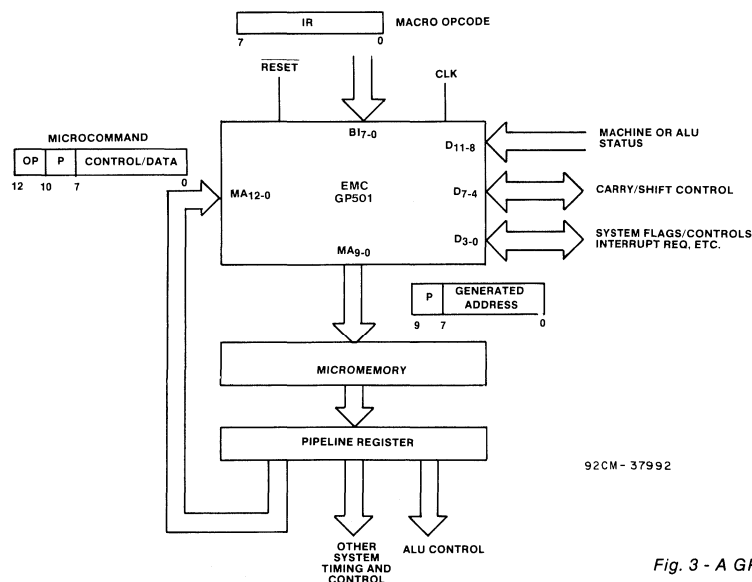 IR
MACRO OPCODE
7 0
RESET
CLK
MICROCOMMAND
OP P CONTROL/DATA
12 10 7 0
BI7-0
D11-8
MACHINE OR ALU
STATUS
MA12-0
EMC
GP501
D7-4
CARRY/SHIFT CONTROL
D3-0
SYSTEM FLAGS/CONTROLS
INTERRUPT REQ, ETC.
MA9-0
P GENERATED
ADDRESS
9 7 0
MICROMEMORY
PIPELINE REGISTER
92CM-37992
OTHER
SYSTEM
TIMING AND
CONTROL
ALU CONTROL
Fig. 3 - A